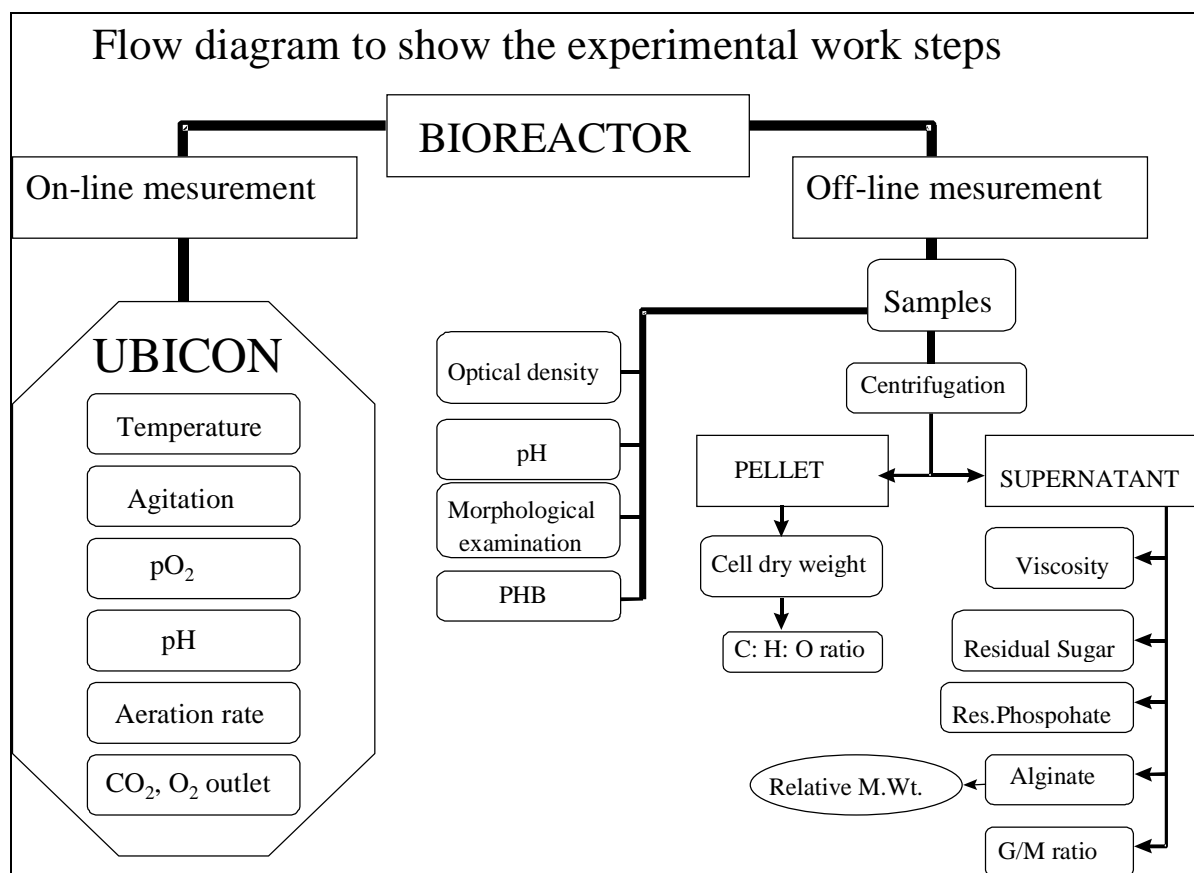 Flow diagram to show the experimental work steps
BIOREACTOR
On-line mesurement
UBICON
Temperature
Agitation
pO₂
pH
Aeration rate
CO₂, O₂ outlet
Off-line mesurement
Samples
Optical density
pH
Morphological
examination
PHB
Centrifugation
PELLET
Cell dry weight
C: H: O ratio
SUPERNATANT
Viscosity
Residual Sugar
Res.Phospohate
Alginate
Relative M.Wt.
G/M ratio